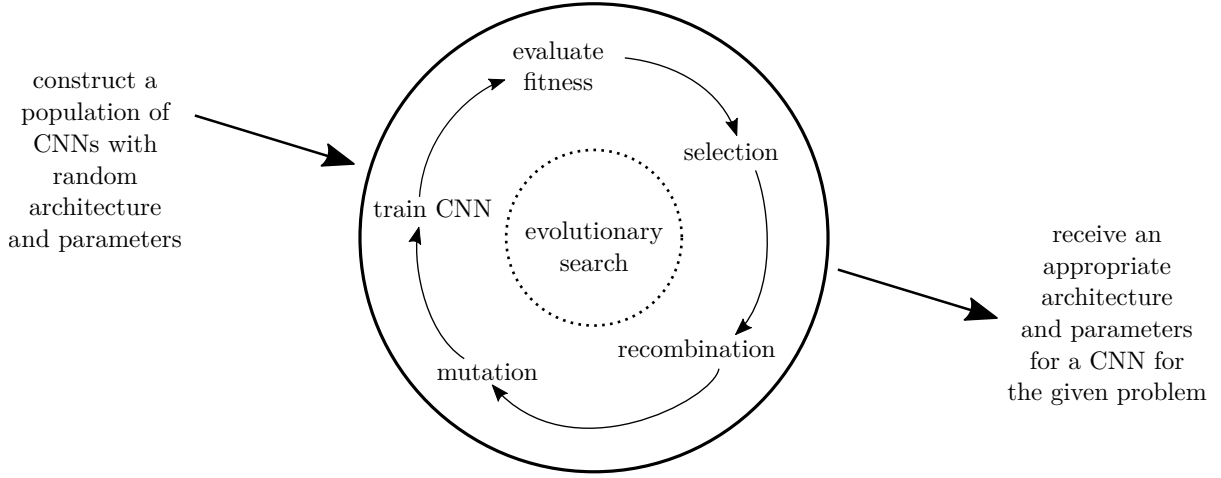 construct a
population of
CNNs with
random
architecture
and parameters
evaluate
fitness
selection
train CNN
evolutionary
search
recombination
mutation
receive an
appropriate
architecture
and parameters
for a CNN for
the given problem